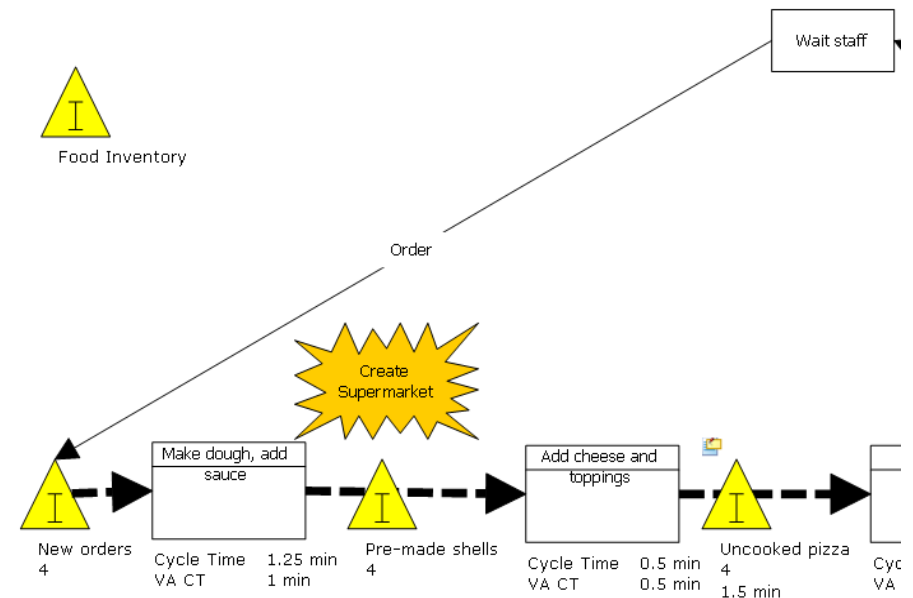 Wait staff
Food Inventory
Order
Create
Supermarket
Make dough, add
sauce
Add cheese and
toppings
New orders
4
Cycle Time 1.25 min
VA CT 1 min
Pre-made shells
4
Cycle Time 0.5 min
VA CT 0.5 min
Uncooked pizza
4
1.5 min
Cyc
VA